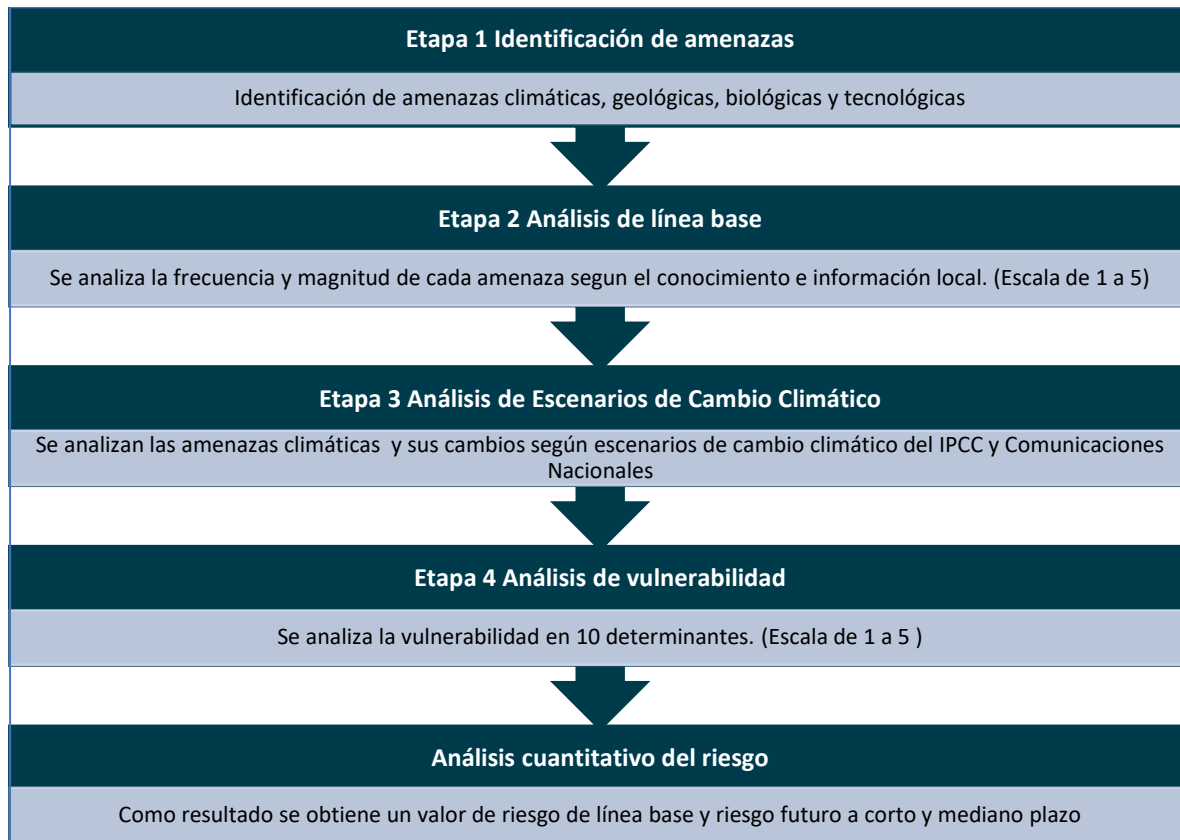 Etapa 1 Identificación de amenazas
Identificación de amenazas climáticas, geológicas, biológicas y tecnológicas
Etapa 2 Análisis de línea base
Se analiza la frecuencia y magnitud de cada amenaza segun el conocimiento e información local. (Escala de 1 a 5)
Etapa 3 Análisis de Escenarios de Cambio Climático
Se analizan las amenazas climáticas y sus cambios según escenarios de cambio climático del IPCC y Comunicaciones
Nacionales
Etapa 4 Análisis de vulnerabilidad
Se analiza la vulnerabilidad en 10 determinantes. (Escala de 1 a 5 )
Análisis cuantitativo del riesgo
Como resultado se obtiene un valor de riesgo de línea base y riesgo futuro a corto y mediano plazo